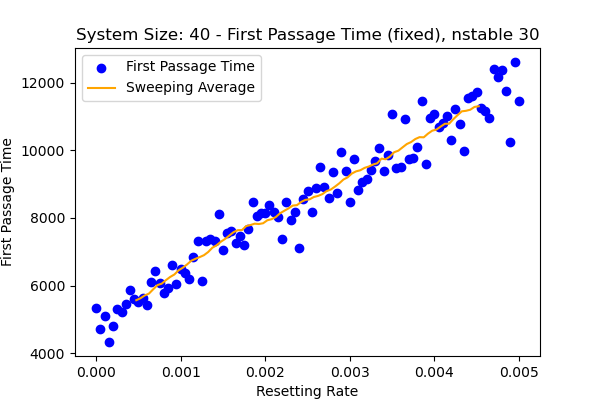 System Size: 40 - First Passage Time (fixed), nstable 30
First Passage Time
Sweeping Average
First Passage Time
12000
10000
8000
6000
4000
0.000 0.001 0.002 0.003 0.004 0.005
Resetting Rate